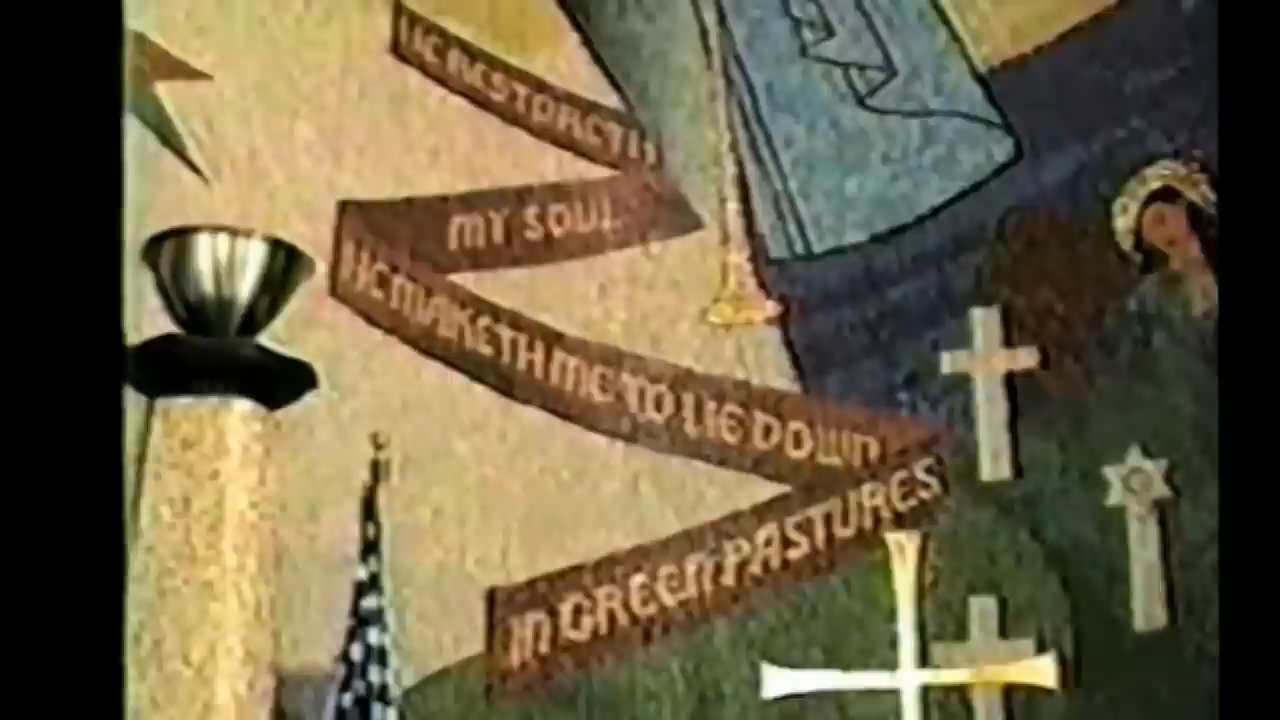 HE RESTORETH
MY SOUL
HE MAKETH ME TO LIE DOWN
IN GREEN PASTURES